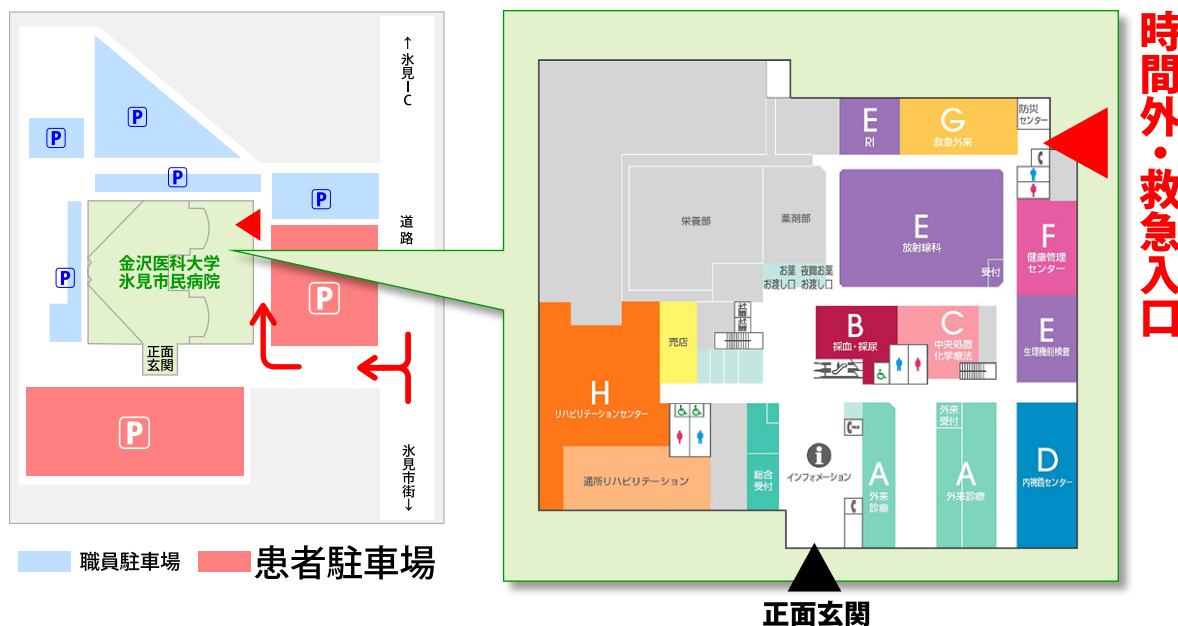 ↑氷見IC
P
P
P
P
P
道路
金沢医科大学
氷見市民病院
P
正面
玄関
P
氷見市街↓
職員駐車場
患者駐車場
時間外・救急入口
防災
センター
E
RI
G
救急外来
栄養部
薬剤部
E
放射線科
受付
F
健康管理
センター
お薬
お渡し口
夜間お薬
お渡し口
B
採血・採尿
C
中央処置
化学療法
E
生理機能検査
売店
H
リハビリテーションセンター
通所リハビリテーション
総合
受付
i
インフォメーション
A
外来
診療
外来
受付
A
外来診療
D
内視鏡センター
正面玄関